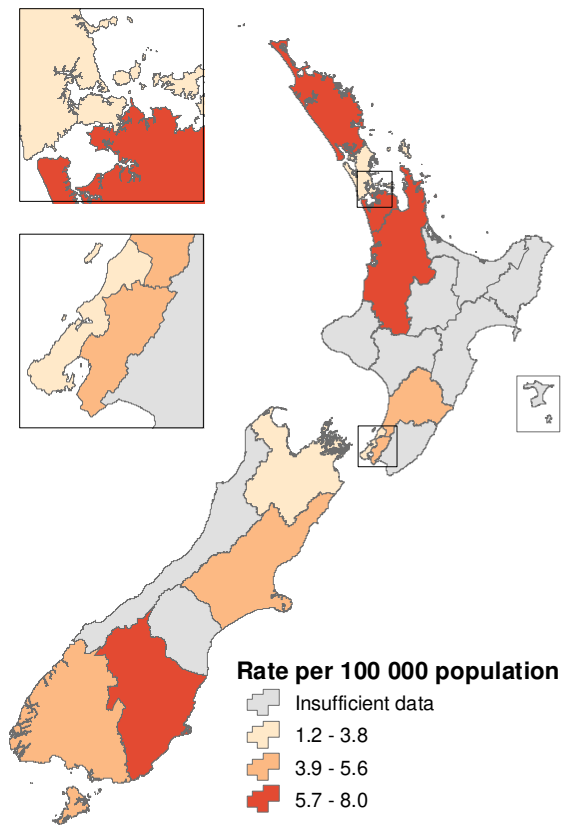 Rate per 100 000 population
Insufficient data
1.2 - 3.8
3.9 - 5.6
5.7 - 8.0